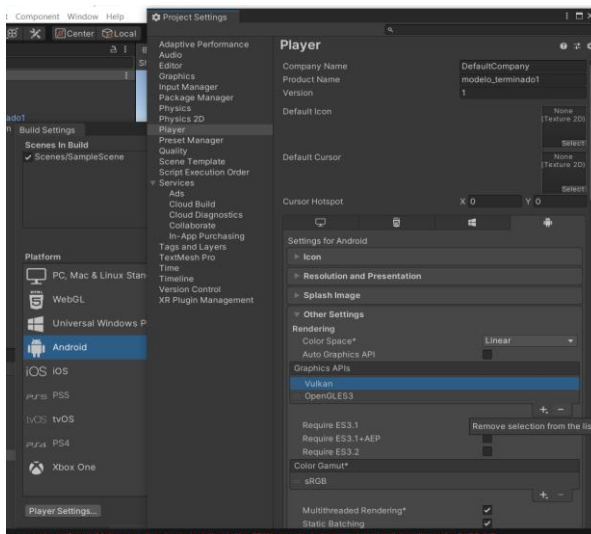 Component Window Help
Center Local
ado1
Build Settings
Scenes In Build
Scenes/SampleScene
Platform
PC, Mac & Linux Stan
WebGL
Universal Windows P
Android
iOS iOS
PS5 PS5
tvOS tvOS
PS4 PS4
Xbox One
Player Settings...
Project Settings
Adaptive Performance
Audio
Editor
Graphics
Input Manager
Package Manager
Physics
Physics 2D
Player
Preset Manager
Quality
Scene Template
Script Execution Order
Services
Ads
Cloud Build
Cloud Diagnostics
Collaborate
In-App Purchasing
Tags and Layers
TextMesh Pro
Time
Timeline
Version Control
XR Plugin Management
Player
Company Name DefaultCompany
Product Name modelo_terminado1
Version 1
Default Icon None
(Texture 2D)
Select
Default Cursor None
(Texture 2D)
Select
Cursor Hotspot X 0 Y 0
Settings for Android
Icon
Resolution and Presentation
Splash Image
Other Settings
Rendering
Color Space* Linear
Auto Graphics API
Graphics APIs
Vulkan
OpenGLES3
+ -
Require ES3.1
Remove selection from the lis
Require ES3.1+AEP
Require ES3.2
Color Gamut*
sRGB
+ -
Multithreaded Rendering*
Static Batching